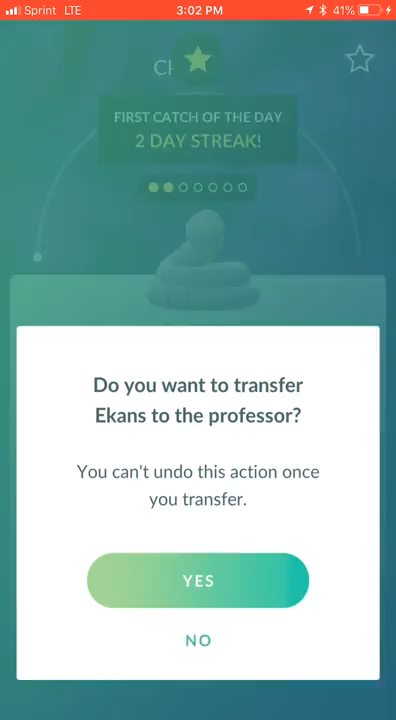 Sprint LTE 3:02 PM 41%
FIRST CATCH OF THE DAY
2 DAY STREAK!
Do you want to transfer
Ekans to the professor?
You can't undo this action once
you transfer.
YES
NO